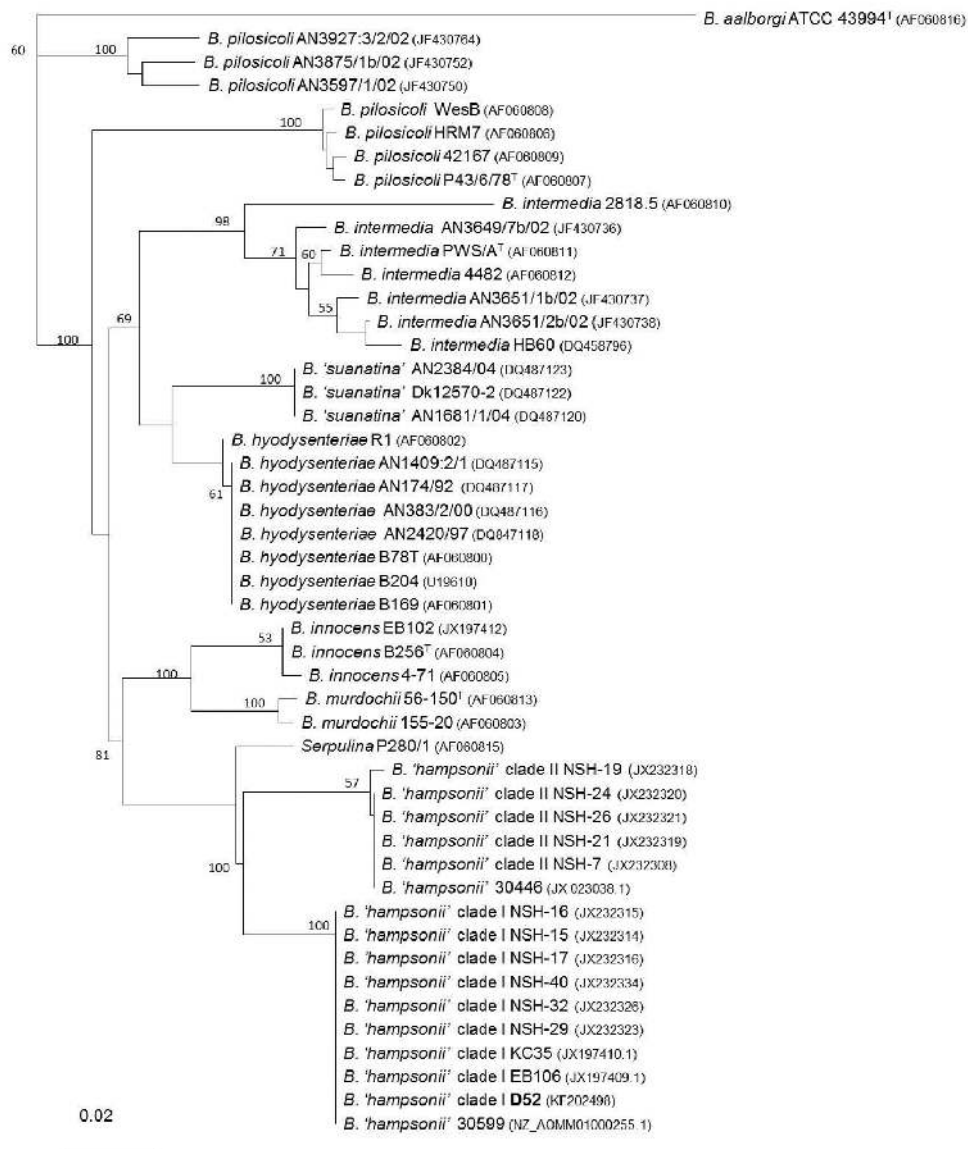 B. aalborgi ATCC 43994T (AF060816)
60
100
B. pilosicoli AN3927:3/2/02 (JF430764)
B. pilosicoli AN3875/1b/02 (JF430752)
B. pilosicoli AN3597/1/02 (JF430750)
B. pilosicoli WesB (AF060808)
100
B. pilosicoli HRM7 (AF060806)
B. pilosicoli 42167 (AF060809)
B. pilosicoli P43/6/78T (AF060807)
B. intermedia 2818.5 (AF060810)
98
B. intermedia AN3649/7b/02 (JF430736)
71
60
B. intermedia PWS/AT (AF060811)
B. intermedia 4482 (AF060812)
B. intermedia AN3651/1b/02 (JF430737)
55
69
B. intermedia AN3651/2b/02 (JF430738)
100
B. intermedia HB60 (DQ458796)
B. 'suanatina' AN2384/04 (DQ487123)
100
B. 'suanatina' Dk12570-2 (DQ487122)
B. 'suanatina' AN1681/1/04 (DQ487120)
B. hyodysenteriae R1 (AF060802)
B. hyodysenteriae AN1409:2/1 (DQ487115)
B. hyodysenteriae AN174/92 (DQ487117)
61
B. hyodysenteriae AN383/2/00 (DQ487116)
B. hyodysenteriae AN2420/97 (DQ847118)
B. hyodysenteriae B78T (AF060800)
B. hyodysenteriae B204 (U19610)
B. hyodysenteriae B169 (AF060801)
B. innocens EB102 (JX197412)
53
B. innocens B256T (AF060804)
100
B. innocens 4-71 (AF060805)
100
B. murdochii 56-150T (AF060813)
B. murdochii 155-20 (AF060803)
81
Serpulina P280/1 (AF060815)
B. 'hampsonii' clade II NSH-19 (JX232318)
57
B. 'hampsonii' clade II NSH-24 (JX232320)
B. 'hampsonii' clade II NSH-26 (JX232321)
B. 'hampsonii' clade II NSH-21 (JX232319)
100
B. 'hampsonii' clade II NSH-7 (JX232308)
B. 'hampsonii' 30446 (JX 023038.1)
B. 'hampsonii' clade I NSH-16 (JX232315)
100
B. 'hampsonii' clade I NSH-15 (JX232314)
B. 'hampsonii' clade I NSH-17 (JX232316)
B. 'hampsonii' clade I NSH-40 (JX232334)
B. 'hampsonii' clade I NSH-32 (JX232326)
B. 'hampsonii' clade I NSH-29 (JX232323)
B. 'hampsonii' clade I KC35 (JX197410.1)
B. 'hampsonii' clade I EB106 (JX197409.1)
B. 'hampsonii' clade I D52 (KF202498)
0.02
B. 'hampsonii' 30599 (NZ_AOMM01000255.1)